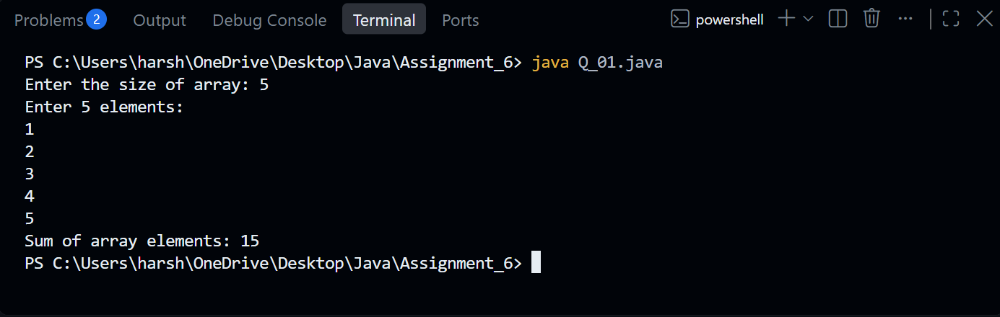 Problems 2 Output Debug Console Terminal Ports powershell
PS C:\Users\harsh\OneDrive\Desktop\Java\Assignment_6> java Q_01.java
Enter the size of array: 5
Enter 5 elements:
1
2
3
4
5
Sum of array elements: 15
PS C:\Users\harsh\OneDrive\Desktop\Java\Assignment_6>